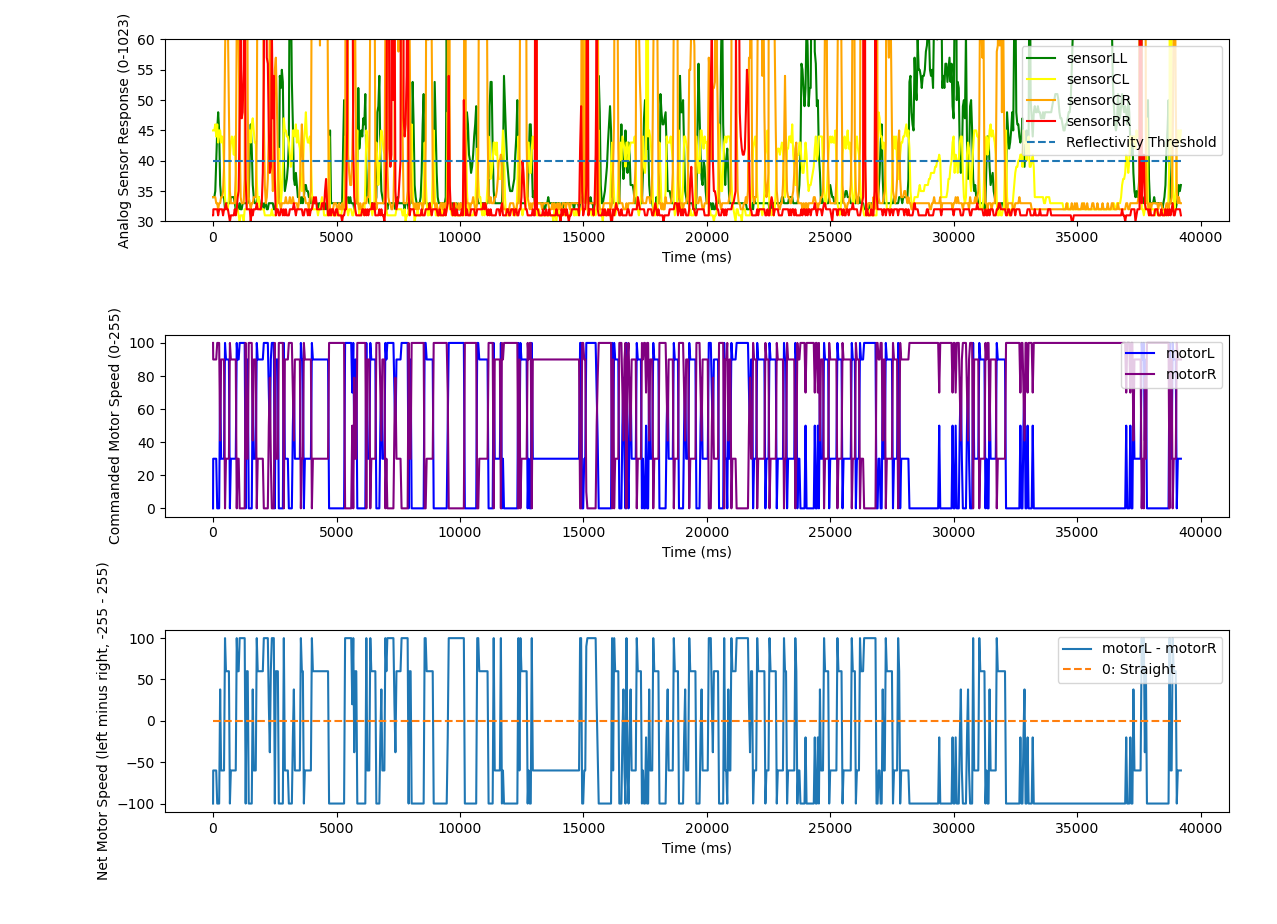 Analog Sensor Response (0-1023)
60
55
50
45
40
35
30
sensorLL
sensorCL
sensorCR
sensorRR
Reflectivity Threshold
0 5000 10000 15000 20000 25000 30000 35000 40000
Time (ms)
Commanded Motor Speed (0-255)
100
80
60
40
20
0
motorL
motorR
0 5000 10000 15000 20000 25000 30000 35000 40000
Time (ms)
Net Motor Speed (left minus right, -255 - 255)
100
50
0
−50
−100
motorL - motorR
0: Straight
0 5000 10000 15000 20000 25000 30000 35000 40000
Time (ms)